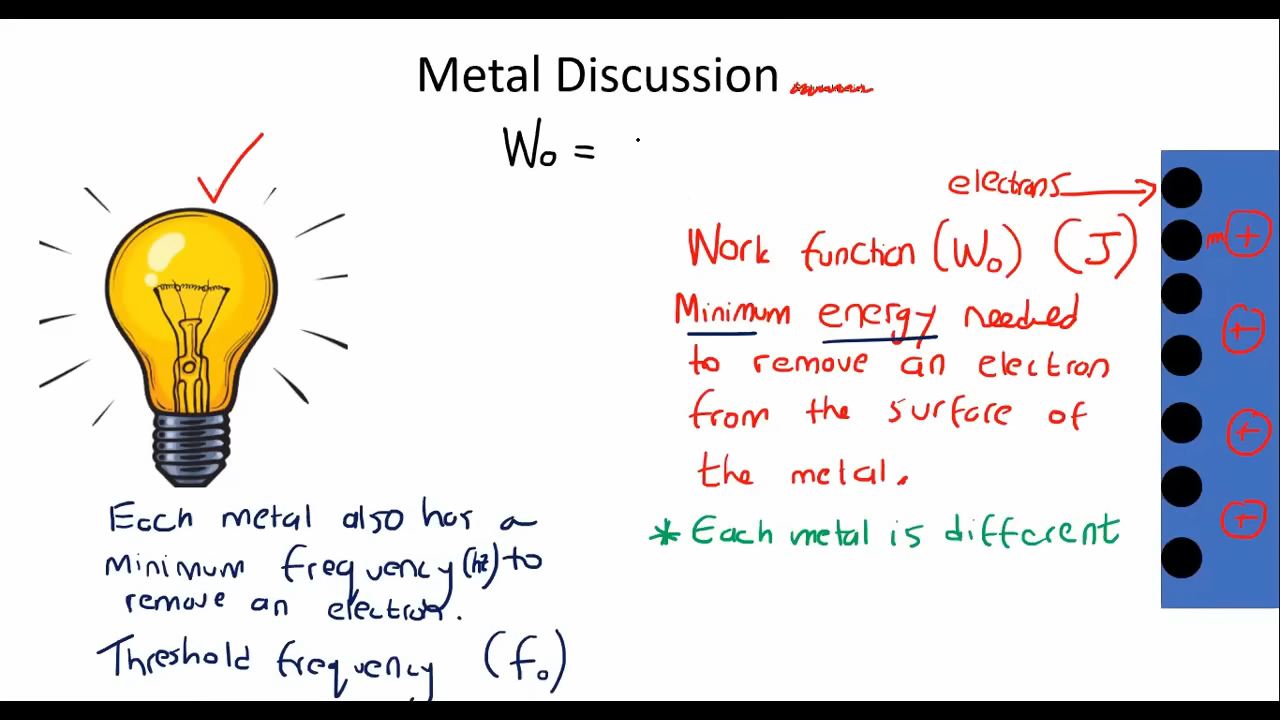 Metal Discussion
W₀ =
electrons
Work function (W₀) (J)
Minimum energy needed
to remove an electron
from the surface of
the metal.
* Each metal is different
+
+
+
+
Each metal also has a
minimum frequency (hz) to
remove an electron.
Threshold frequency (f₀)